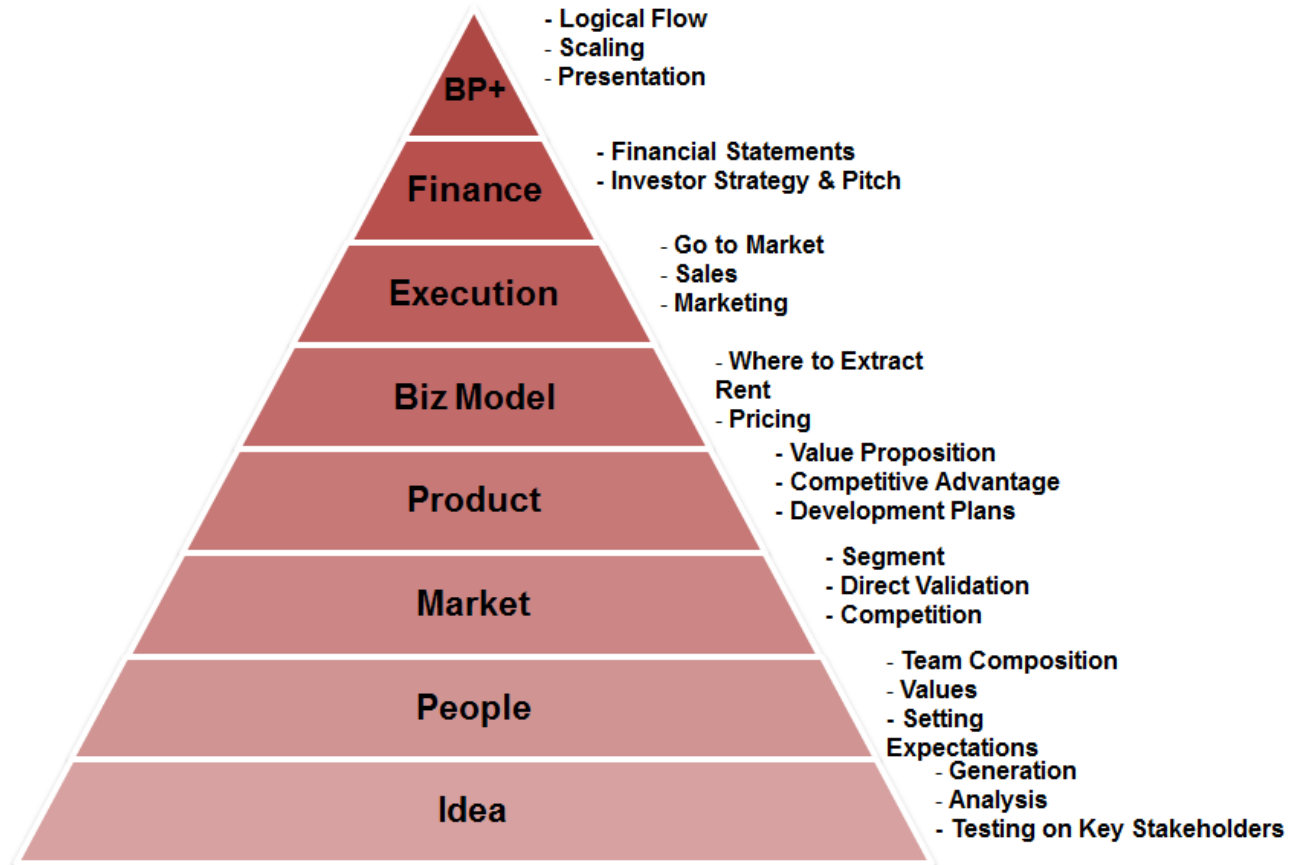 BP+
- Logical Flow
- Scaling
- Presentation
Finance
- Financial Statements
- Investor Strategy & Pitch
Execution
- Go to Market
- Sales
- Marketing
Biz Model
- Where to Extract
Rent
- Pricing
Product
- Value Proposition
- Competitive Advantage
- Development Plans
Market
- Segment
- Direct Validation
- Competition
People
- Team Composition
- Values
- Setting
Expectations
Idea
- Generation
- Analysis
- Testing on Key Stakeholders